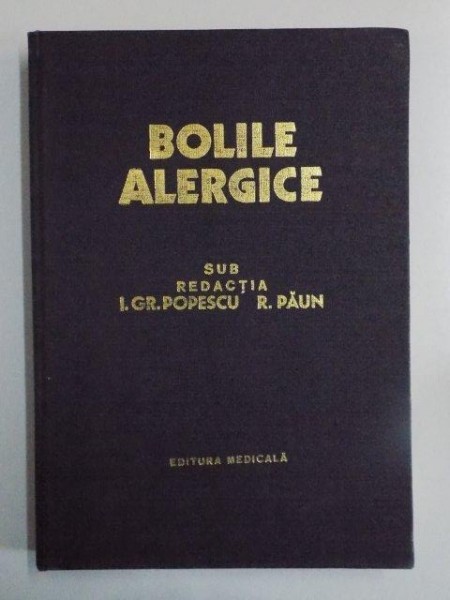 BOLILE
ALERGICE
SUB
REDACȚIA
I.GR.POPESCU R. PĂUN
EDITURA MEDICALĂ